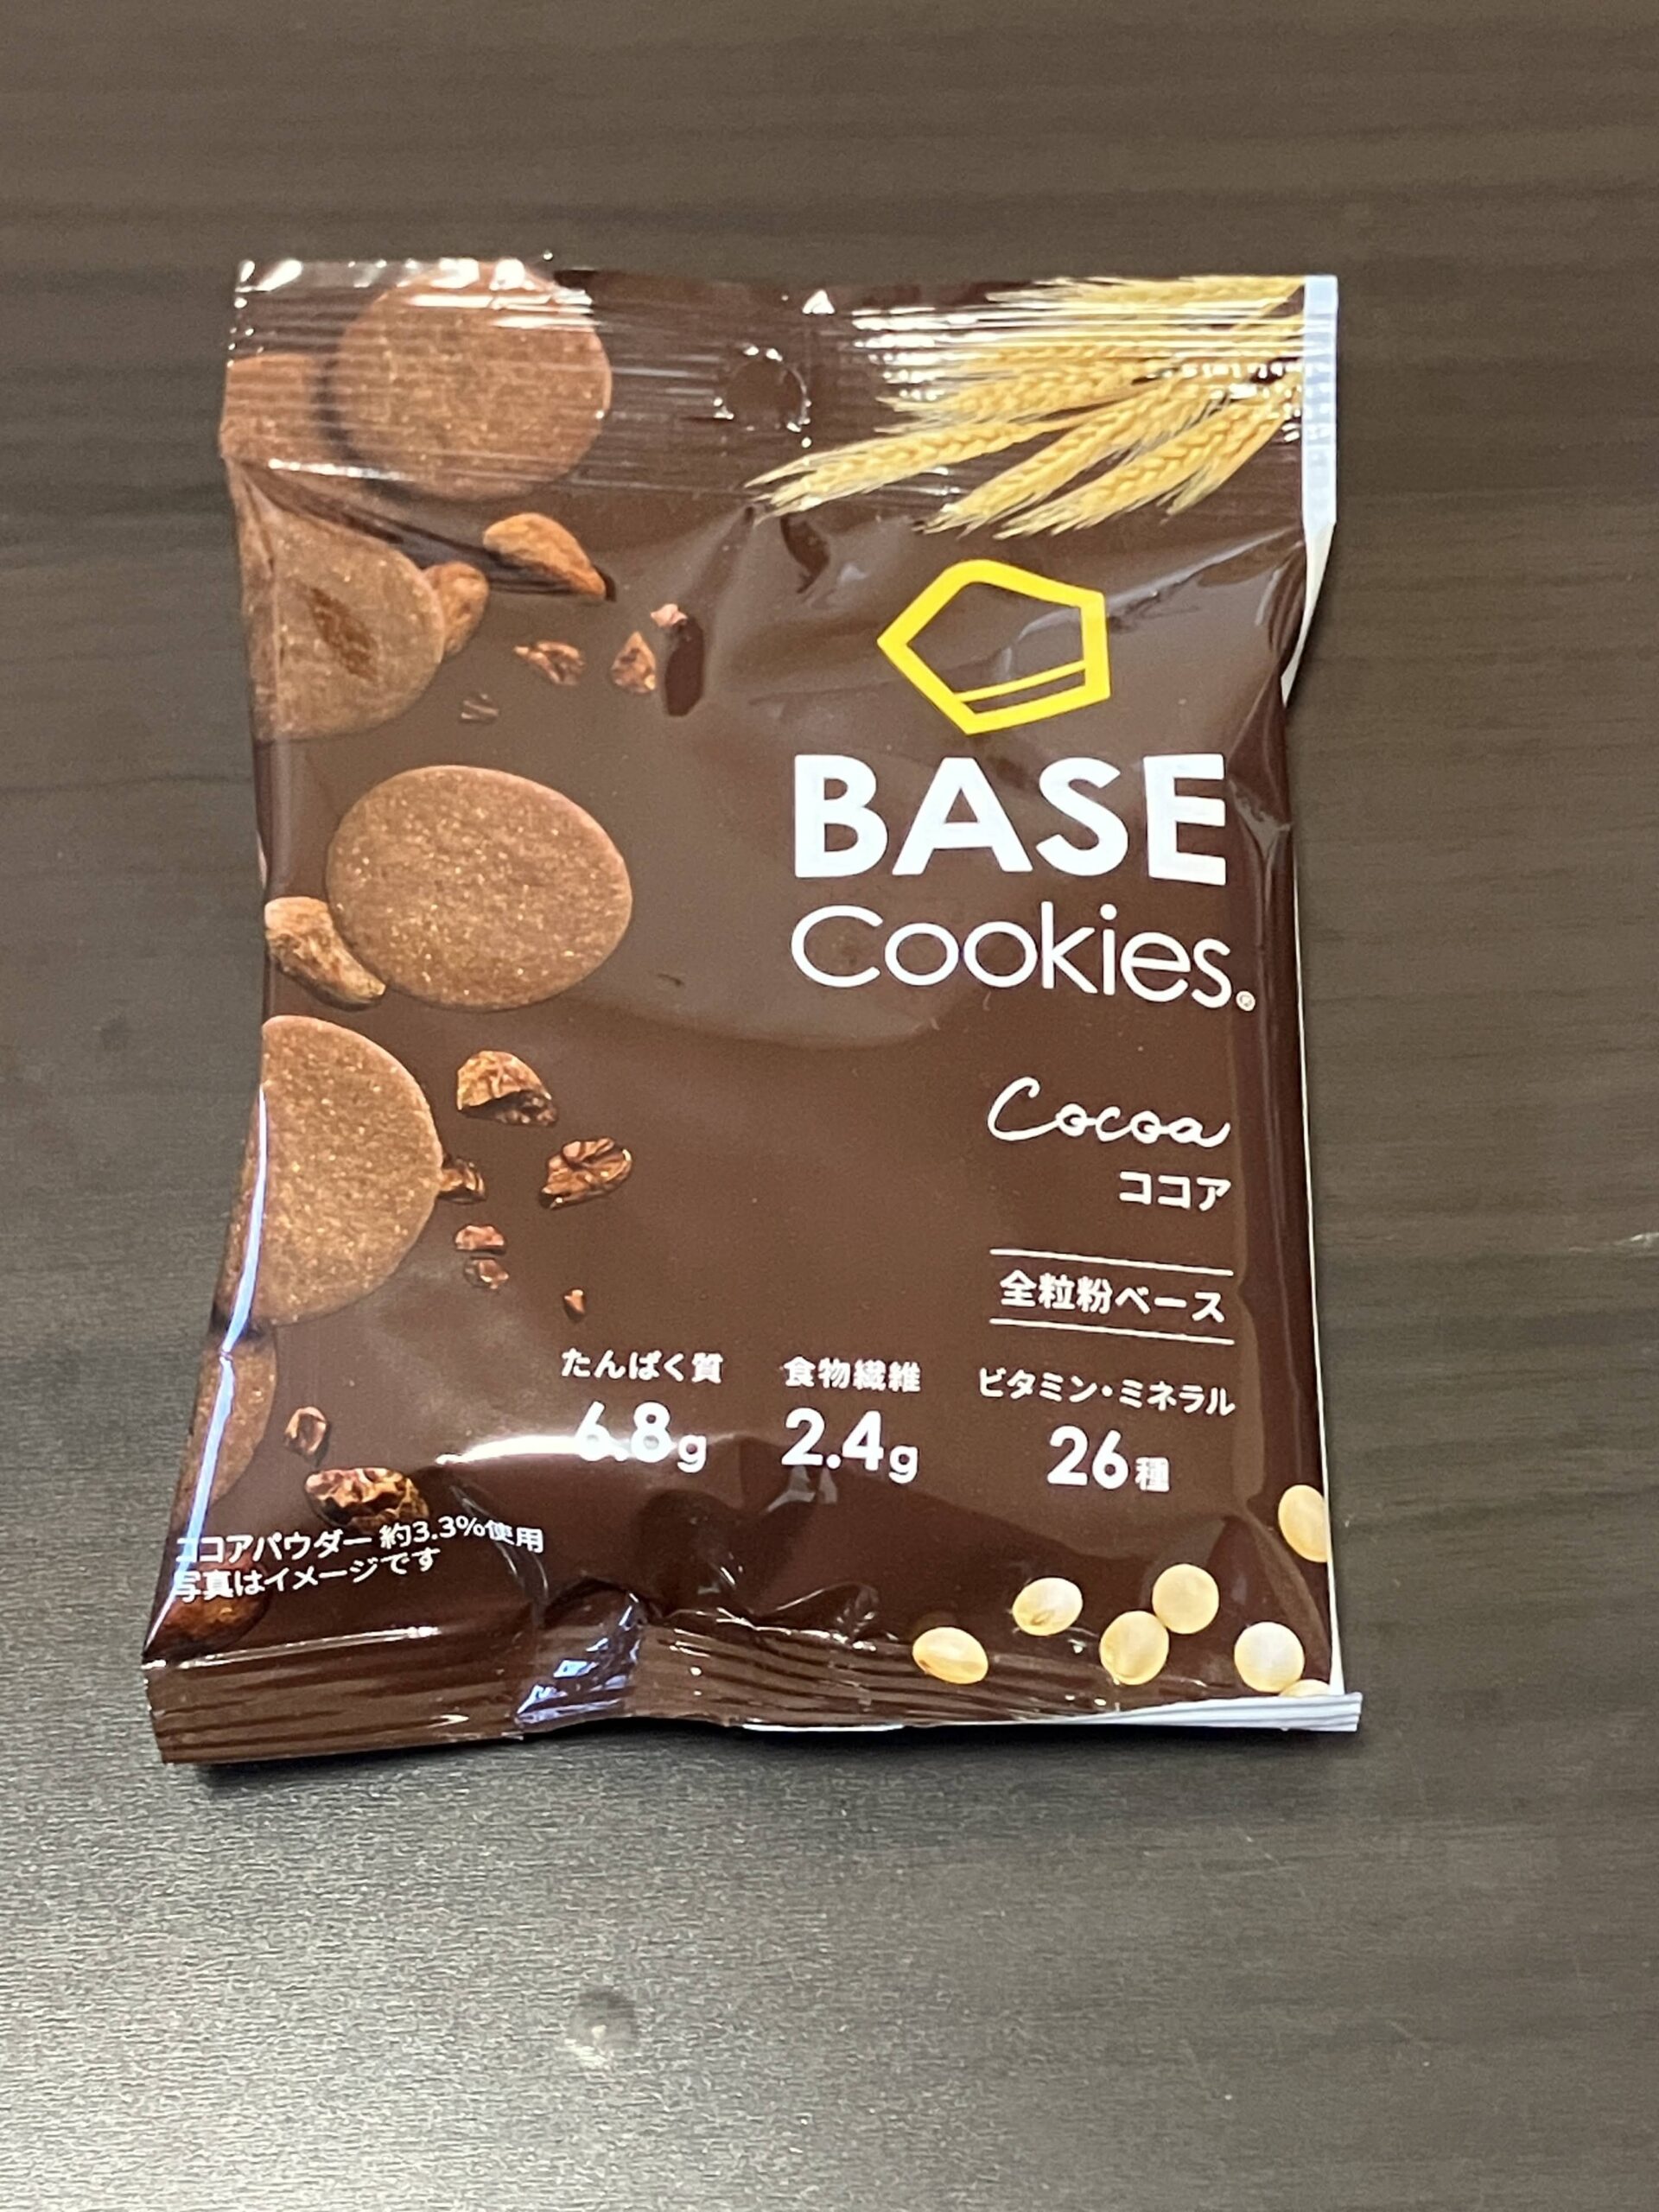 BASE
Cookies®
Cocoa
ココア
全粒粉ベース
たんぱく質 食物繊維 ビタミン・ミネラル
6.8g 2.4g 26種
ココアパウダー 約3.3%使用
写真はイメージです